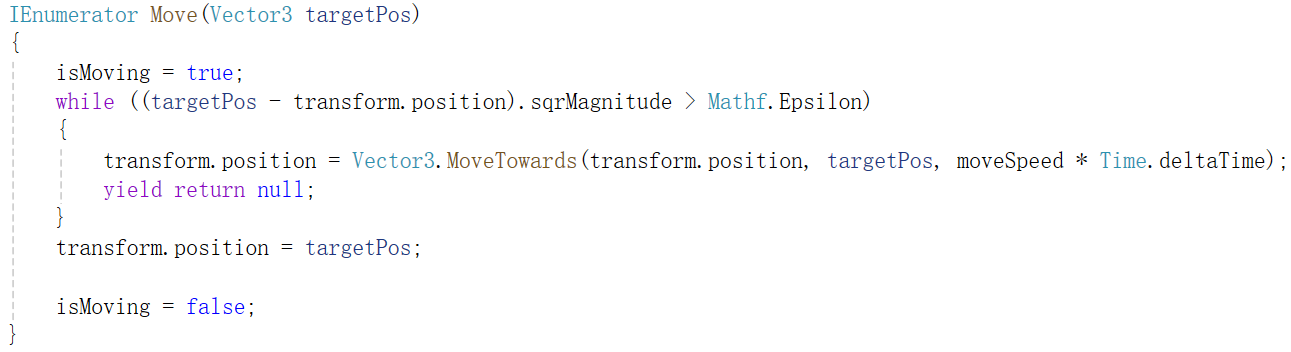 IEnumerator Move(Vector3 targetPos)
{
    isMoving = true;
    while ((targetPos - transform.position).sqrMagnitude > Mathf.Epsilon)
    {
        transform.position = Vector3.MoveTowards(transform.position, targetPos, moveSpeed * Time.deltaTime);
        yield return null;
    }
    transform.position = targetPos;

    isMoving = false;
}